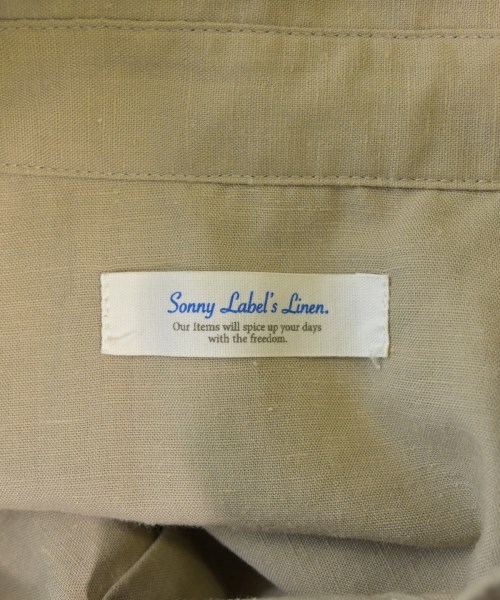 Sonny Label's Linen.
Our Items will spice up your days
with the freedom.